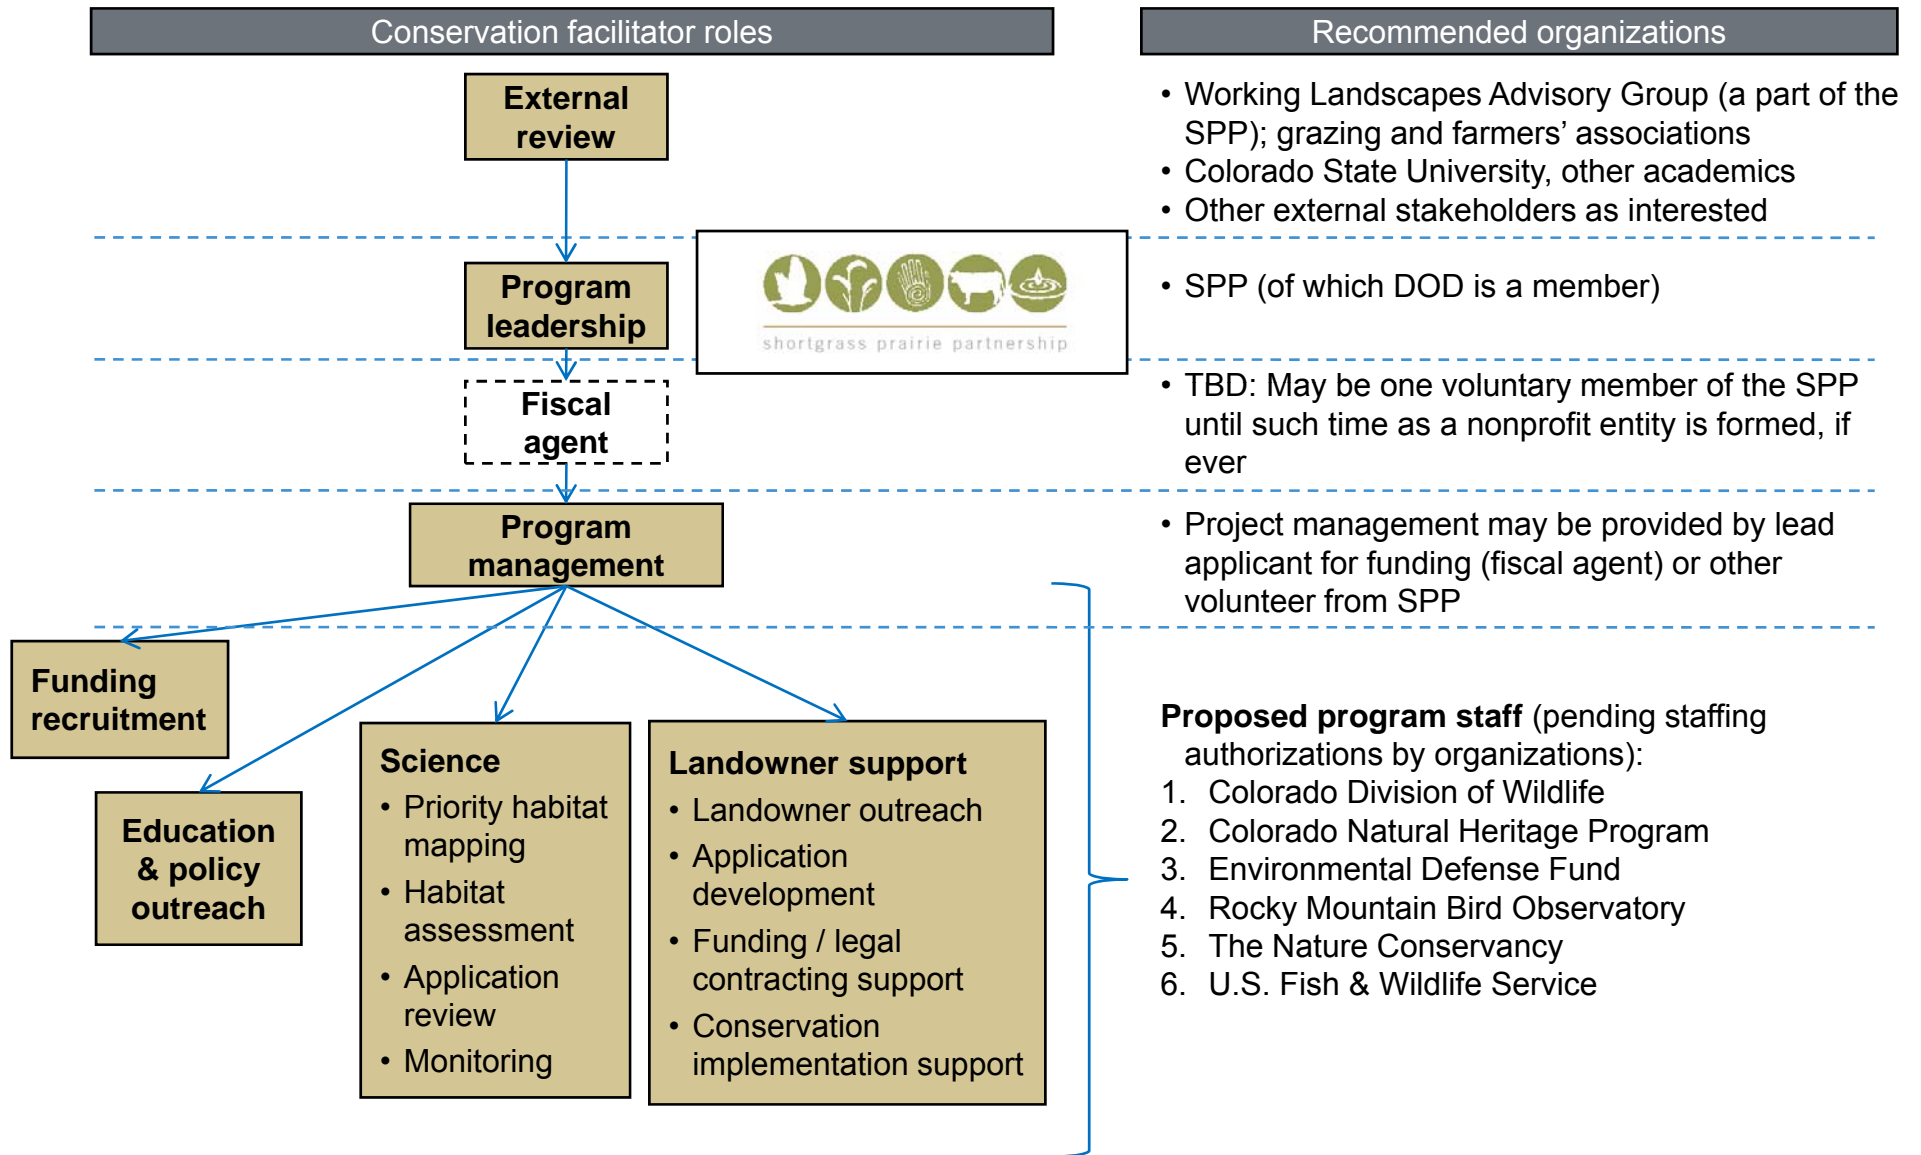 Conservation facilitator roles
Recommended organizations
External
review
• Working Landscapes Advisory Group (a part of the
SPP); grazing and farmers’ associations
• Colorado State University, other academics
• Other external stakeholders as interested
Program
leadership
shortgrass prairie partnership
• SPP (of which DOD is a member)
Fiscal
agent
• TBD: May be one voluntary member of the SPP
until such time as a nonprofit entity is formed, if
ever
Program
management
• Project management may be provided by lead
applicant for funding (fiscal agent) or other
volunteer from SPP
Funding
recruitment
Education
& policy
outreach
Science
• Priority habitat
mapping
• Habitat
assessment
• Application
review
• Monitoring
Landowner support
• Landowner outreach
• Application
development
• Funding / legal
contracting support
• Conservation
implementation support
Proposed program staff (pending staffing
authorizations by organizations):
1. Colorado Division of Wildlife
2. Colorado Natural Heritage Program
3. Environmental Defense Fund
4. Rocky Mountain Bird Observatory
5. The Nature Conservancy
6. U.S. Fish & Wildlife Service